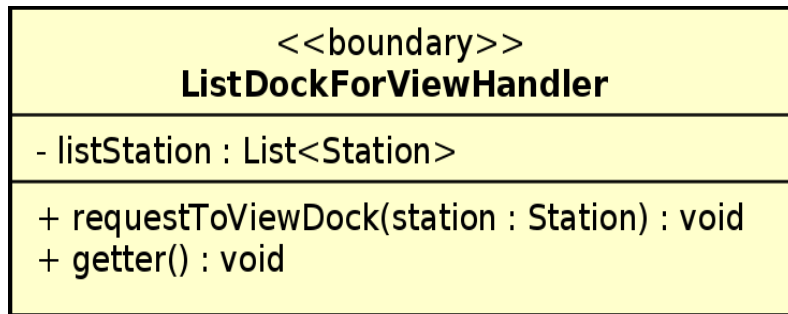 <<boundary>>
ListDockForViewHandler
- listStation : List<Station>
+ requestToViewDock(station : Station) : void
+ getter() : void